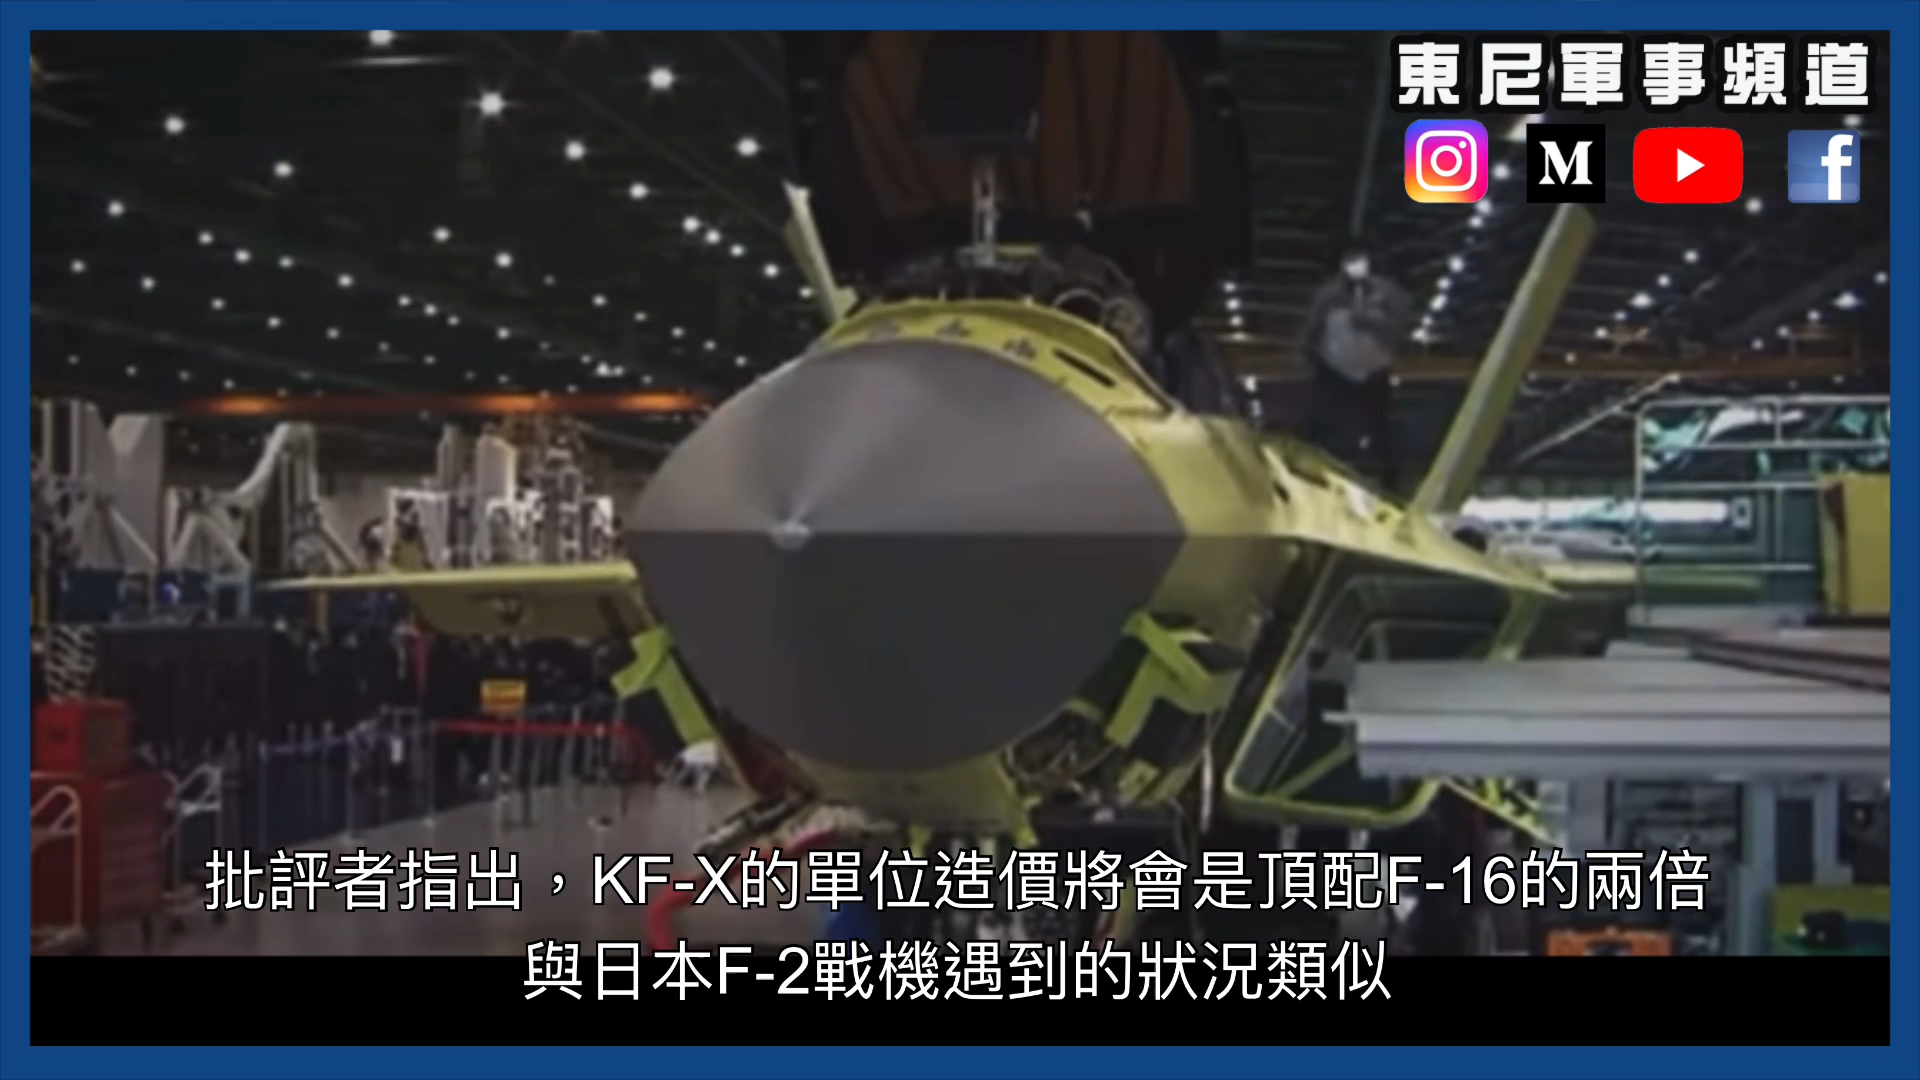 東尼軍事頻道
M
f
批評者指出，KF-X的單位造價將會是頂配F-16的兩倍
與日本F-2戰機遇到的狀況類似